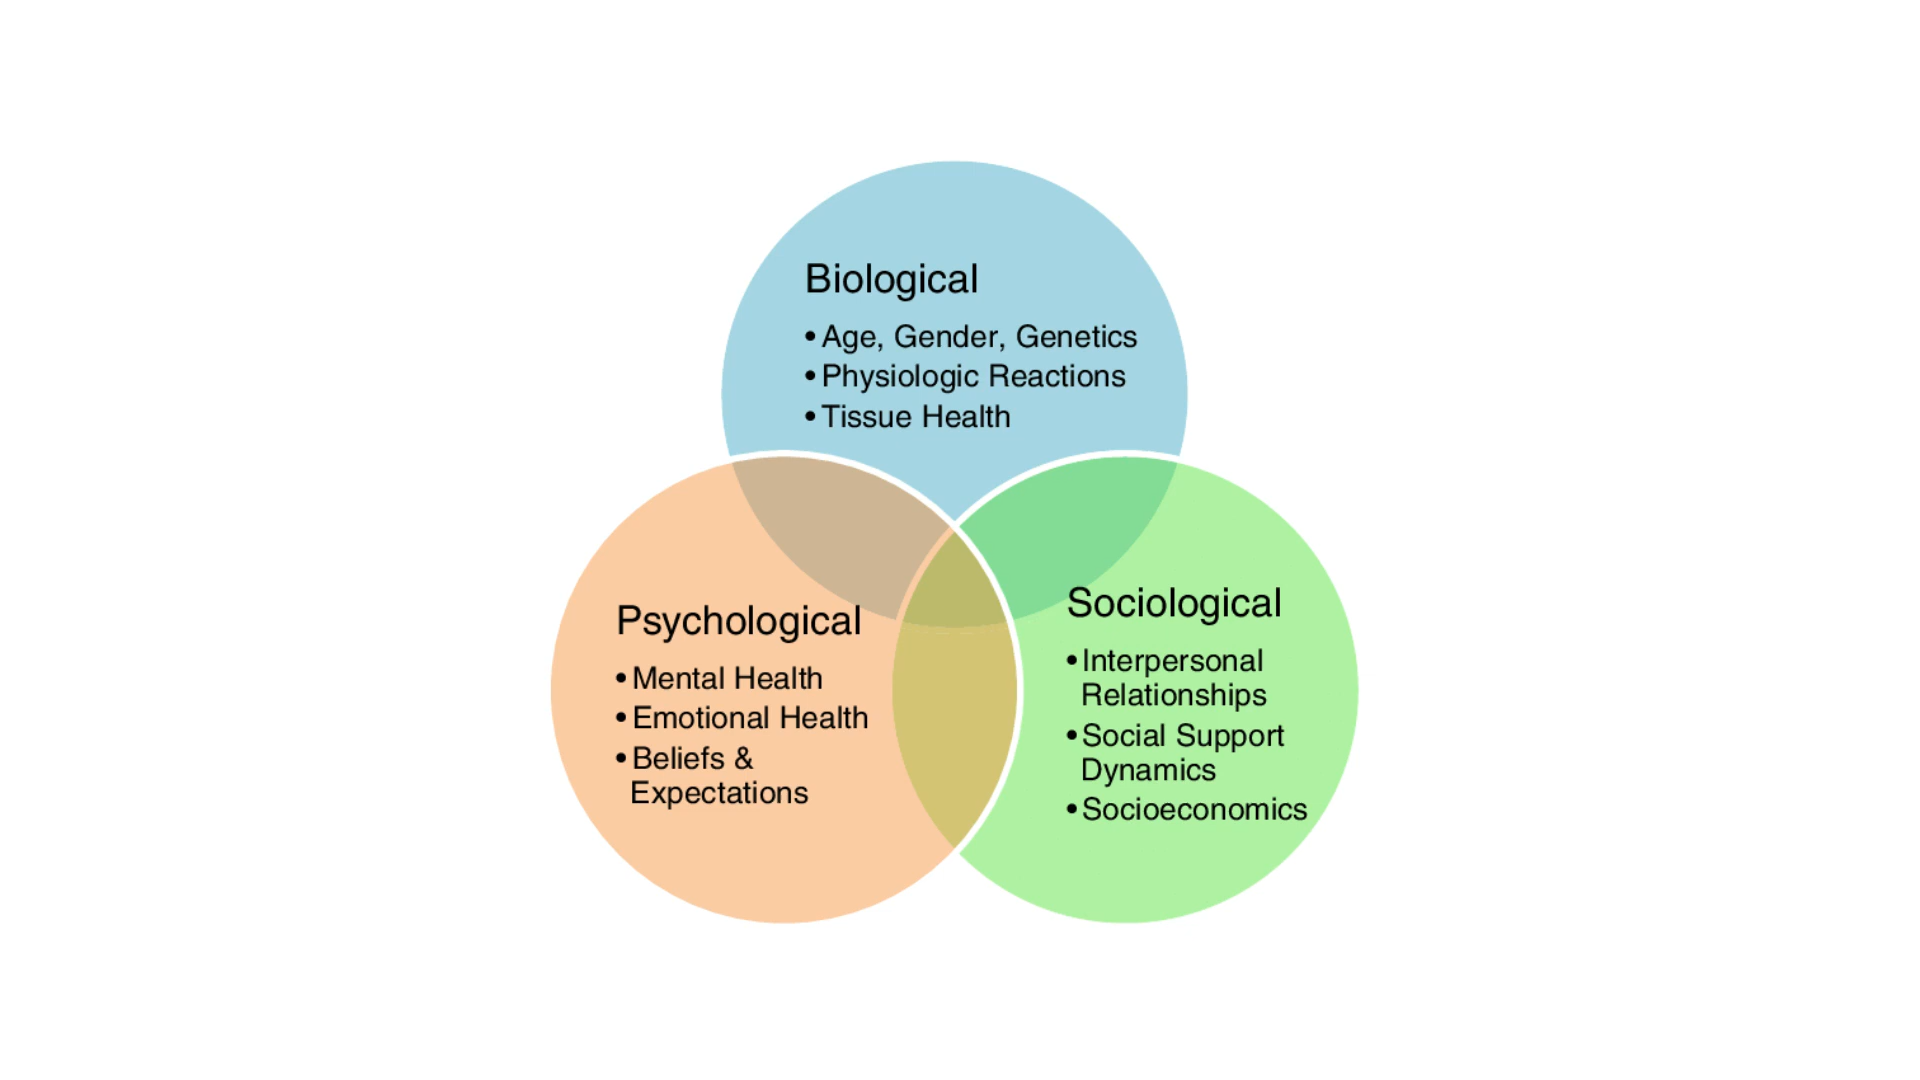 Biological
•Age, Gender, Genetics
•Physiologic Reactions
•Tissue Health
Psychological
•Mental Health
•Emotional Health
•Beliefs &
Expectations
Sociological
•Interpersonal
Relationships
•Social Support
Dynamics
•Socioeconomics